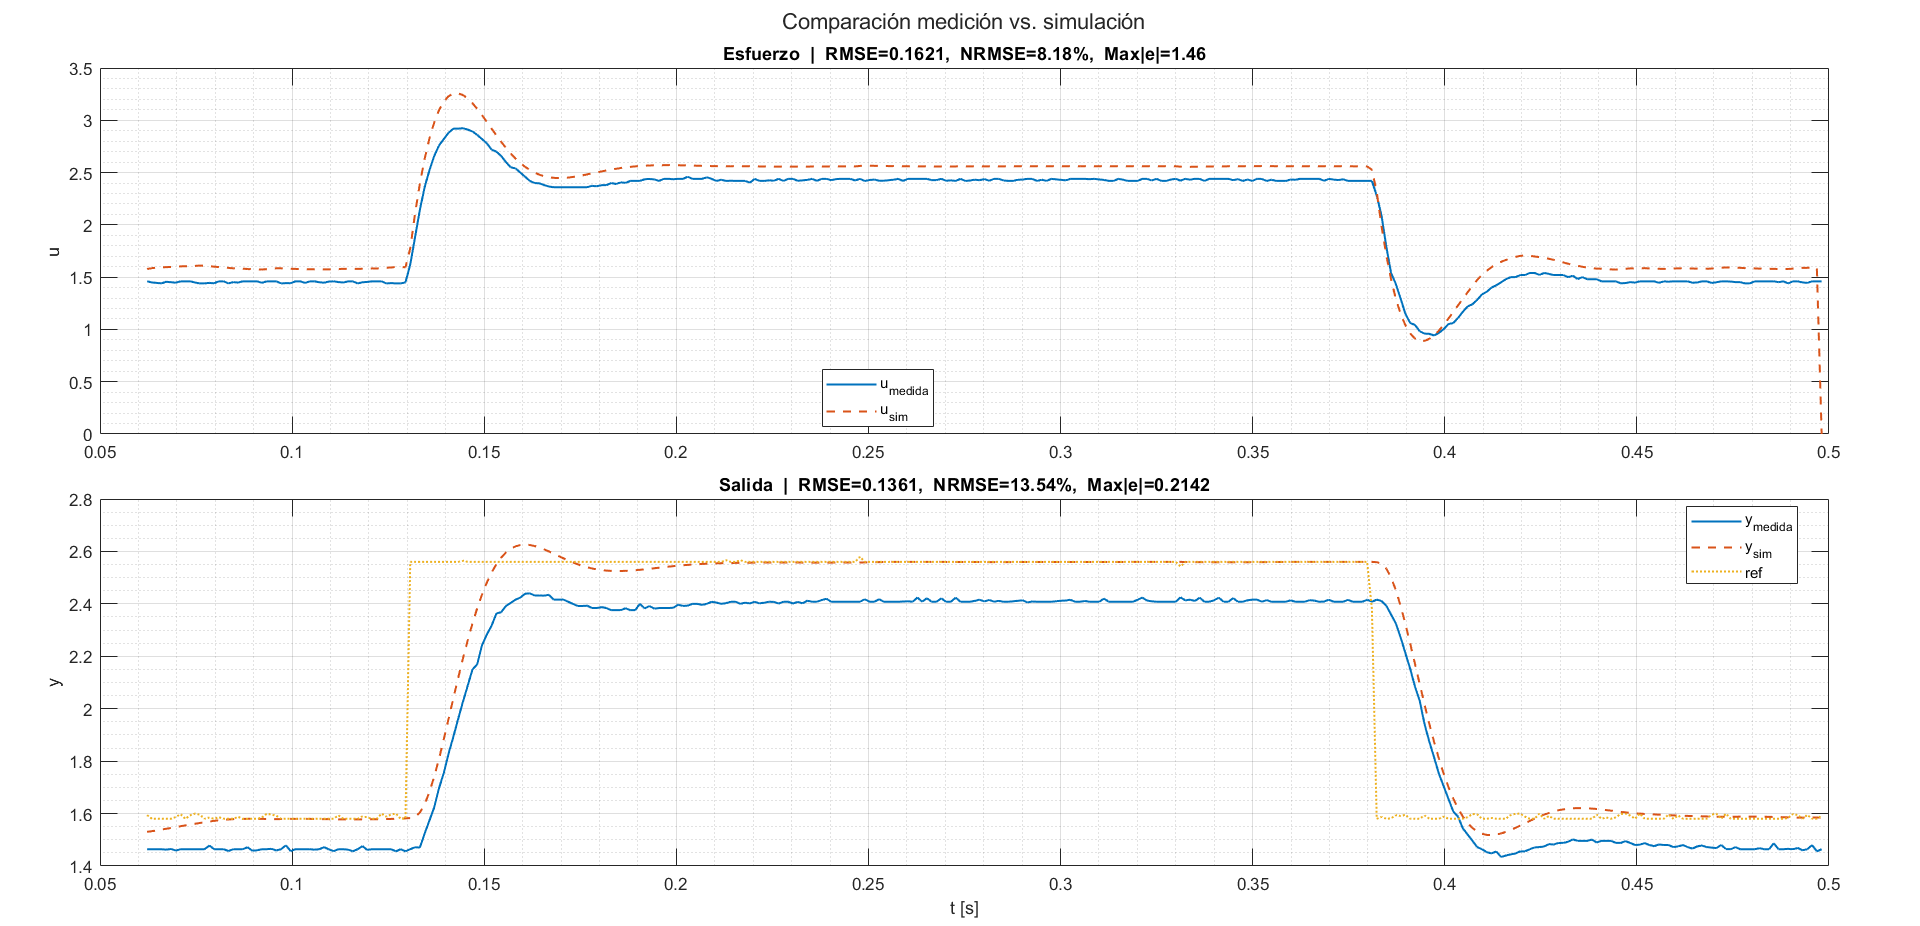 Comparación medición vs. simulación
Esfuerzo | RMSE=0.1621, NRMSE=8.18%, Max|e|=1.46
3.5
3
2.5
2
1.5
1
0.5
0
u
u_medida
u_sim
0.05 0.1 0.15 0.2 0.25 0.3 0.35 0.4 0.45 0.5
Salida | RMSE=0.1361, NRMSE=13.54%, Max|e|=0.2142
2.8
2.6
2.4
2.2
2
1.8
1.6
1.4
y
y_medida
y_sim
ref
0.05 0.1 0.15 0.2 0.25 0.3 0.35 0.4 0.45 0.5
t [s]